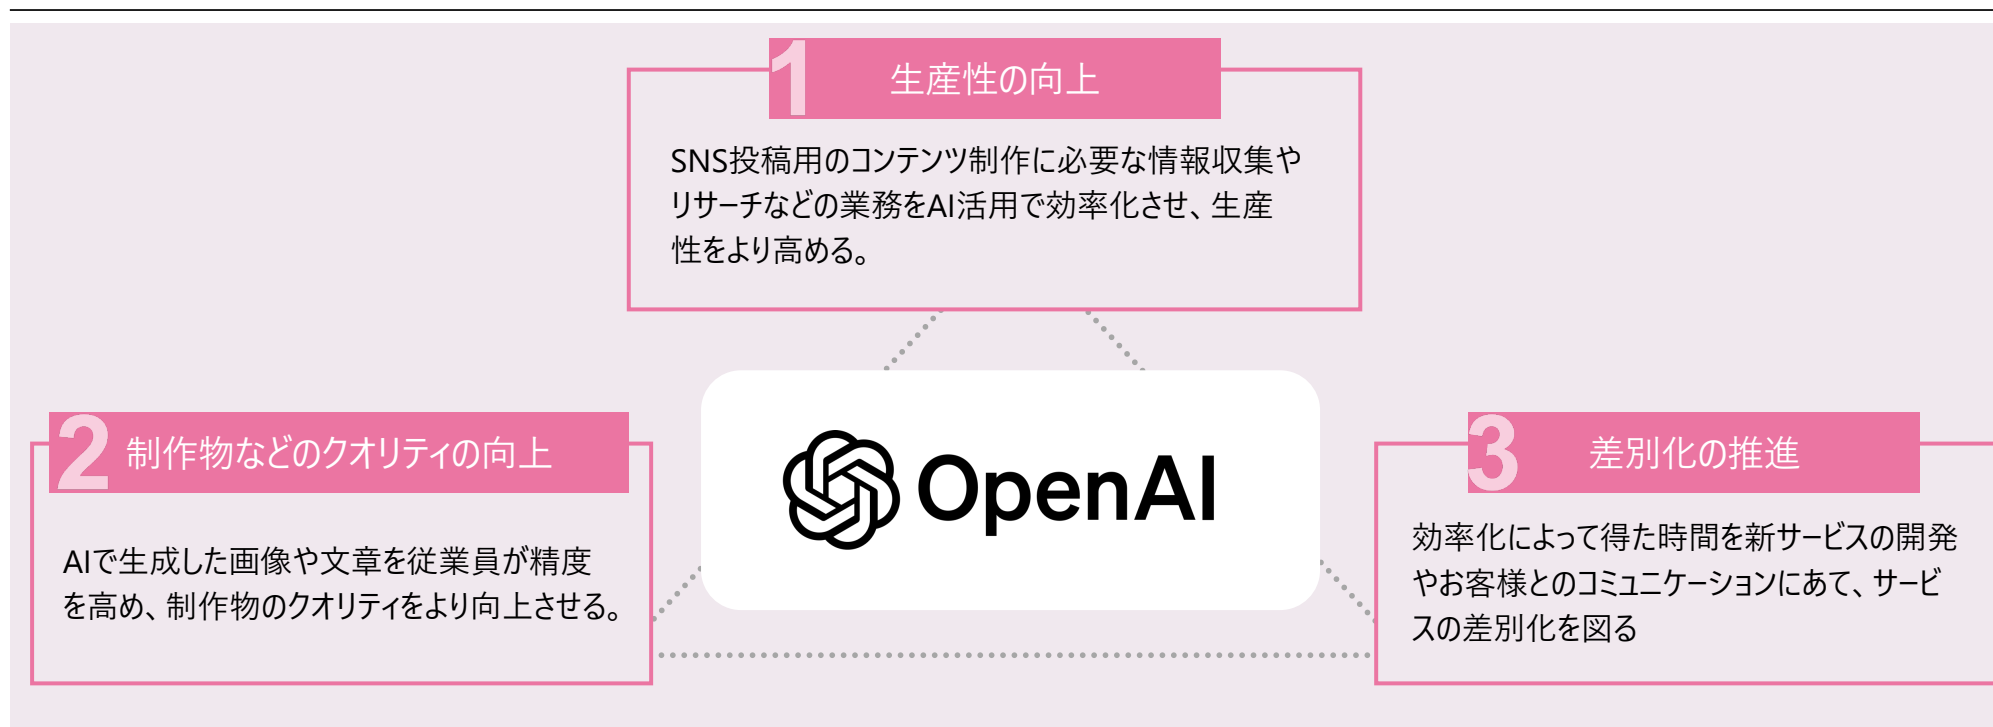 1 生産性の向上
SNS投稿用のコンテンツ制作に必要な情報収集や
リサーチなどの業務をAI活用で効率化させ、生産
性をより高める。
2 制作物などのクオリティの向上
AIで生成した画像や文章を従業員が精度
を高め、制作物のクオリティをより向上させる。
OpenAI
3 差別化の推進
効率化によって得た時間を新サービスの開発
やお客様とのコミュニケーションにあて、サービ
スの差別化を図る